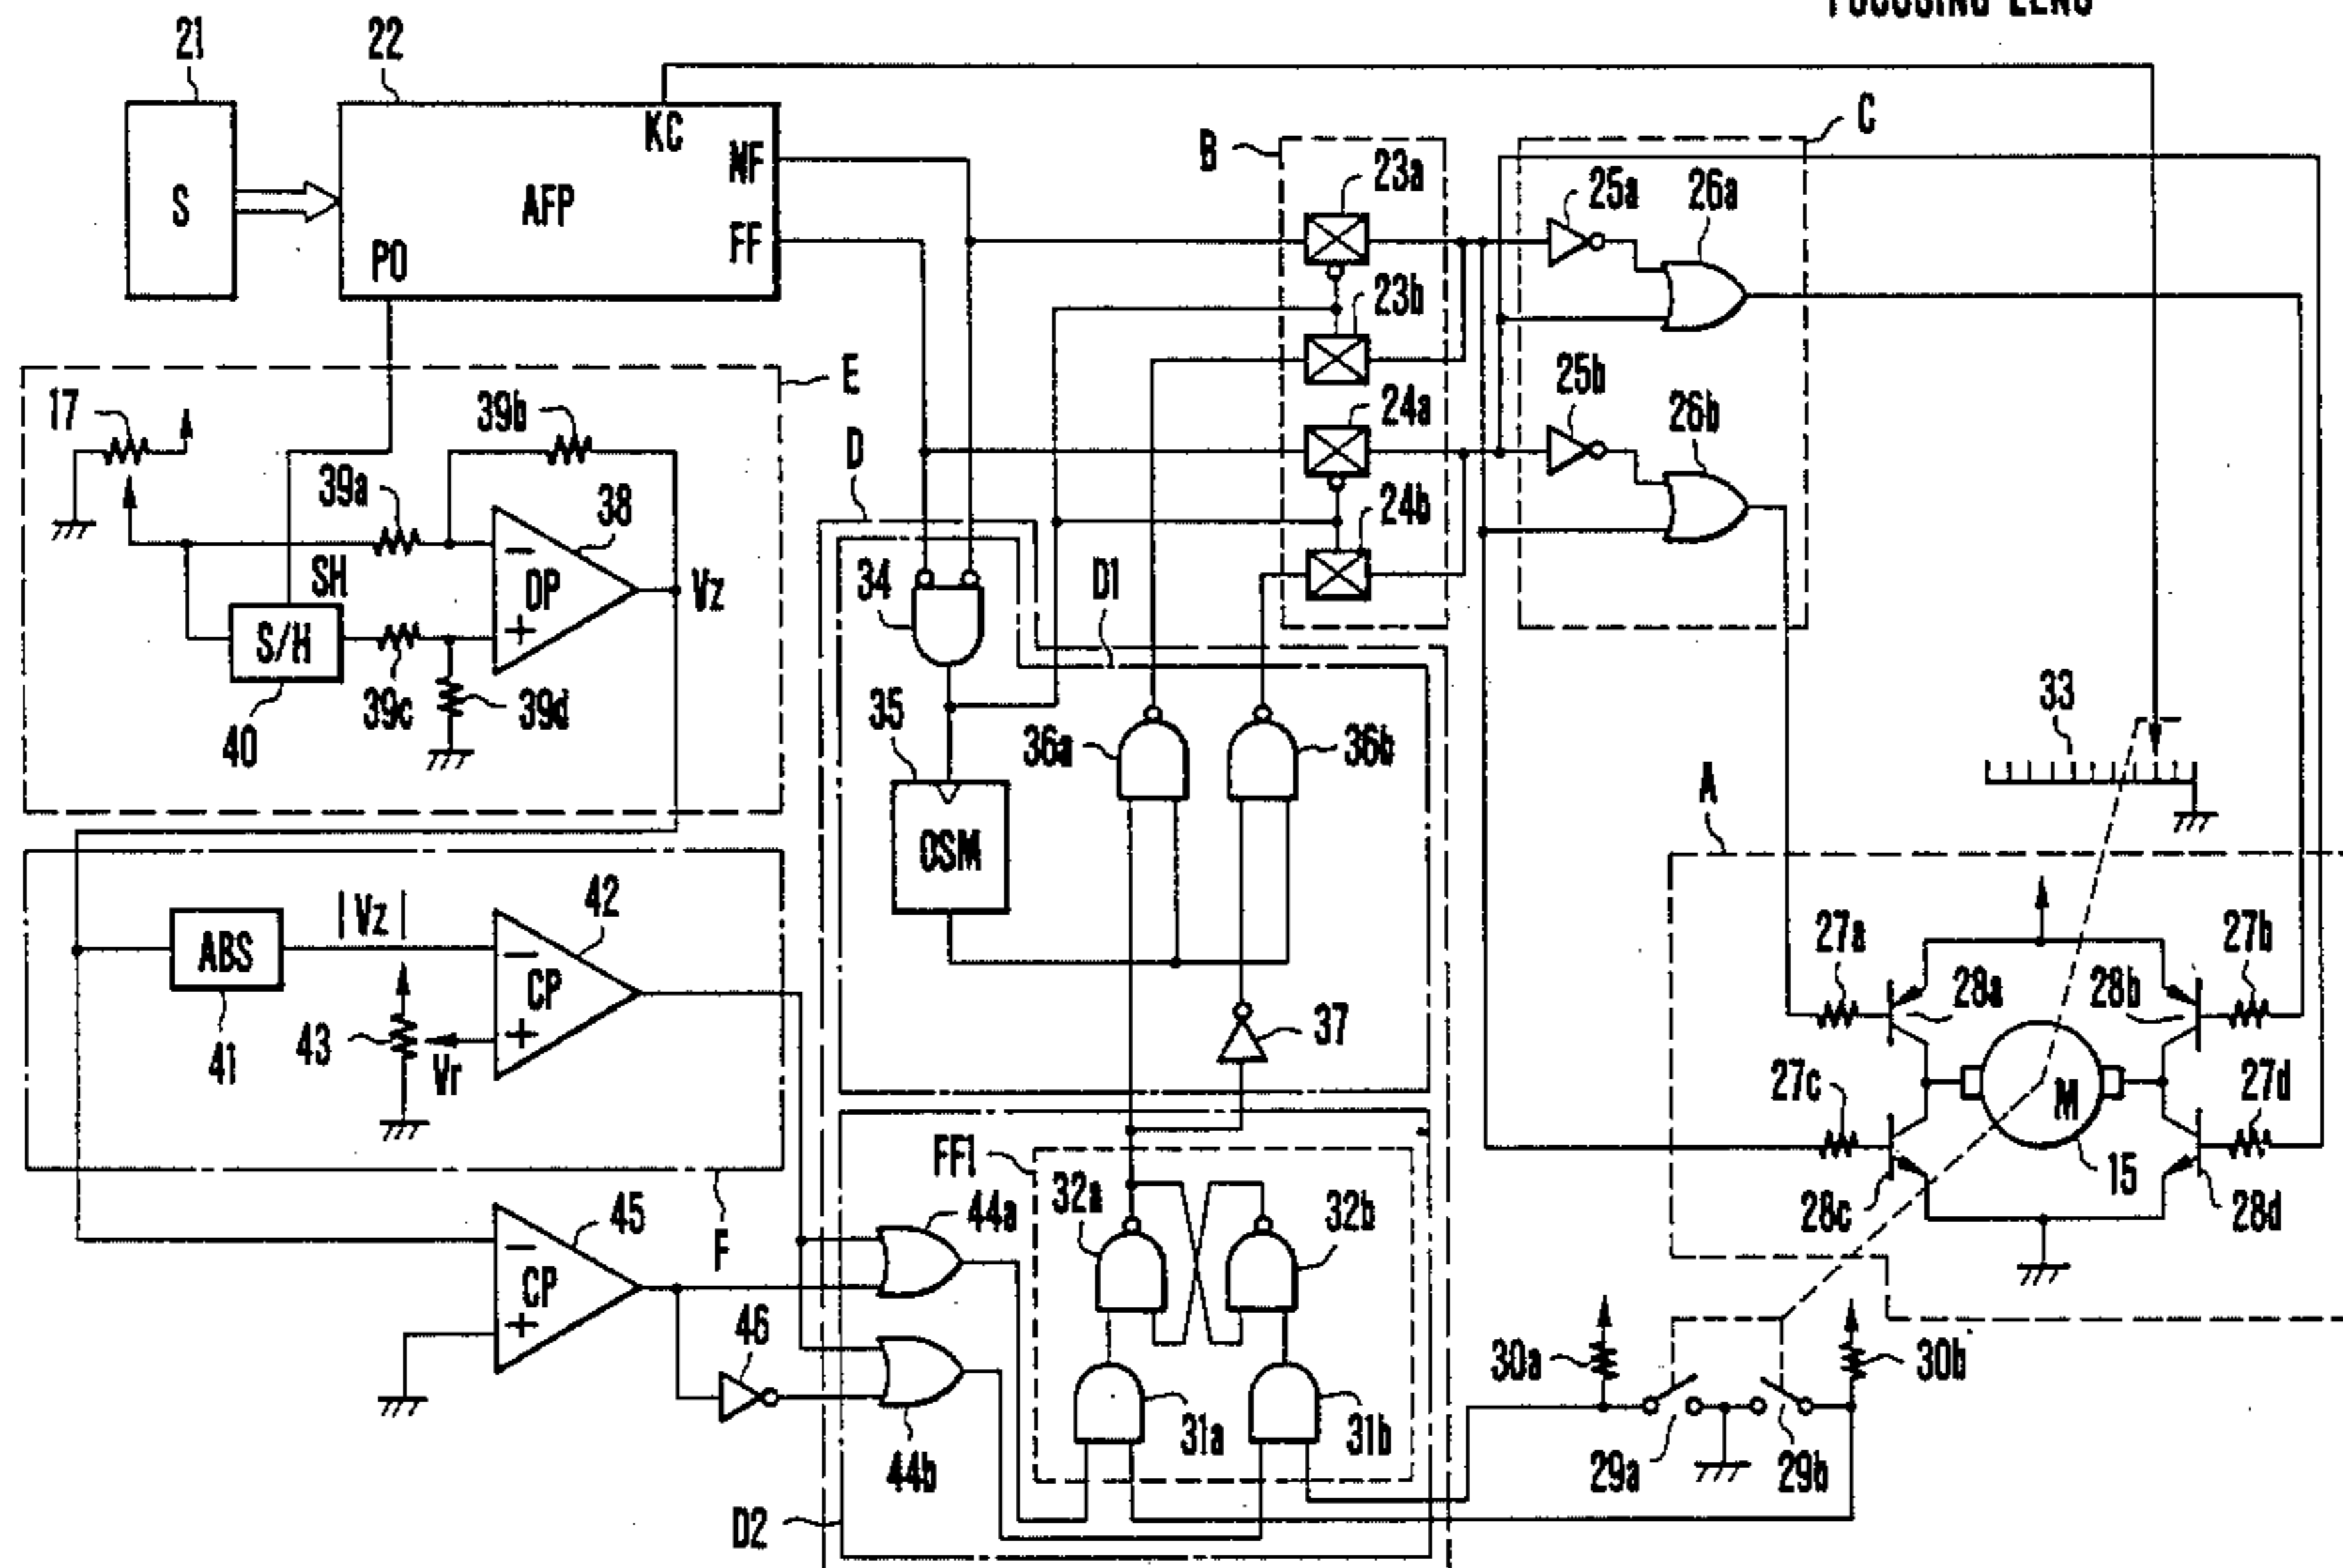 FOCUSING LENS
21
22
KC
NF
FF
S
AFP
PO
B
C
23a
25a
26a
23b
E
17
39b
D
24a
25b
26b
39a
38
24b
SH
OP
Vz
34
D1
S/H
39c
39d
40
35
36a
36b
33
A
OSM
|Vz|
42
ABS
CP
27a
27b
28a
28b
41
43
Vr
37
27c
M
27d
15
28c
28d
FF1
F
32a
32b
45
44a
CP
46
30a
30b
31a
31b
44b
29a
29b
D2